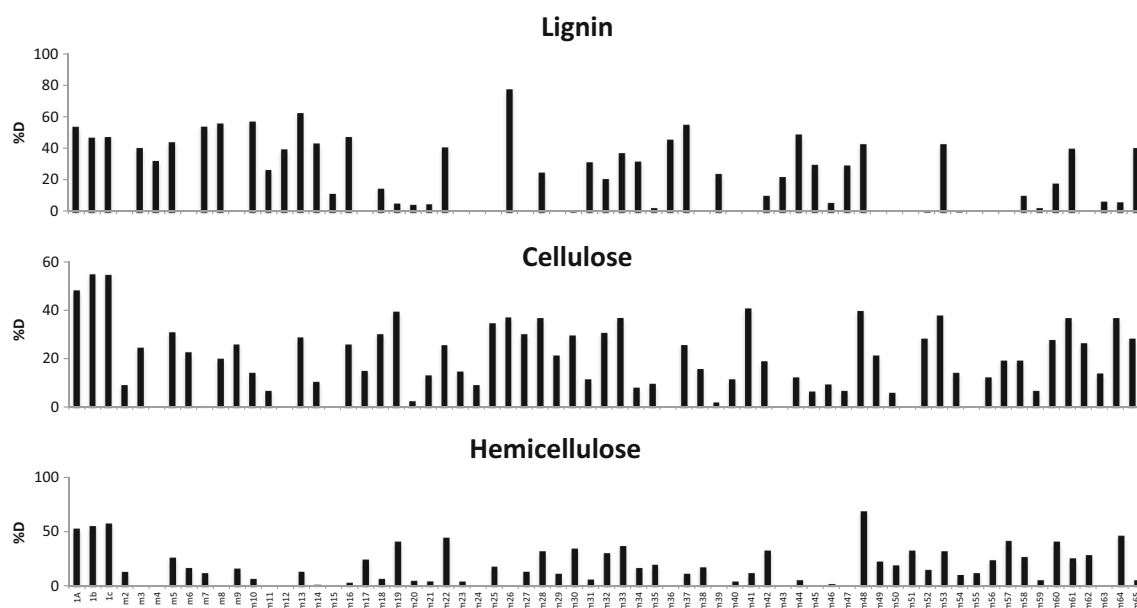 Lignin
100
80
60
40
20
0
%D
Cellulose
60
40
20
0
%D
Hemicellulose
100
50
0
%D
1A
1b
1c
m2
m3
m4
m5
m6
m7
m8
m9
m10
m11
m12
m13
m14
m15
m16
m17
m18
m19
m20
m21
m22
m23
m24
m25
m26
m27
m28
m29
m30
m31
m32
m33
m34
m35
m36
m37
m38
m39
m40
m41
m42
m43
m44
m45
m46
m47
m48
m49
m50
m51
m52
m53
m54
m55
m56
m57
m58
m59
m60
m61
m62
m63
m64
m65